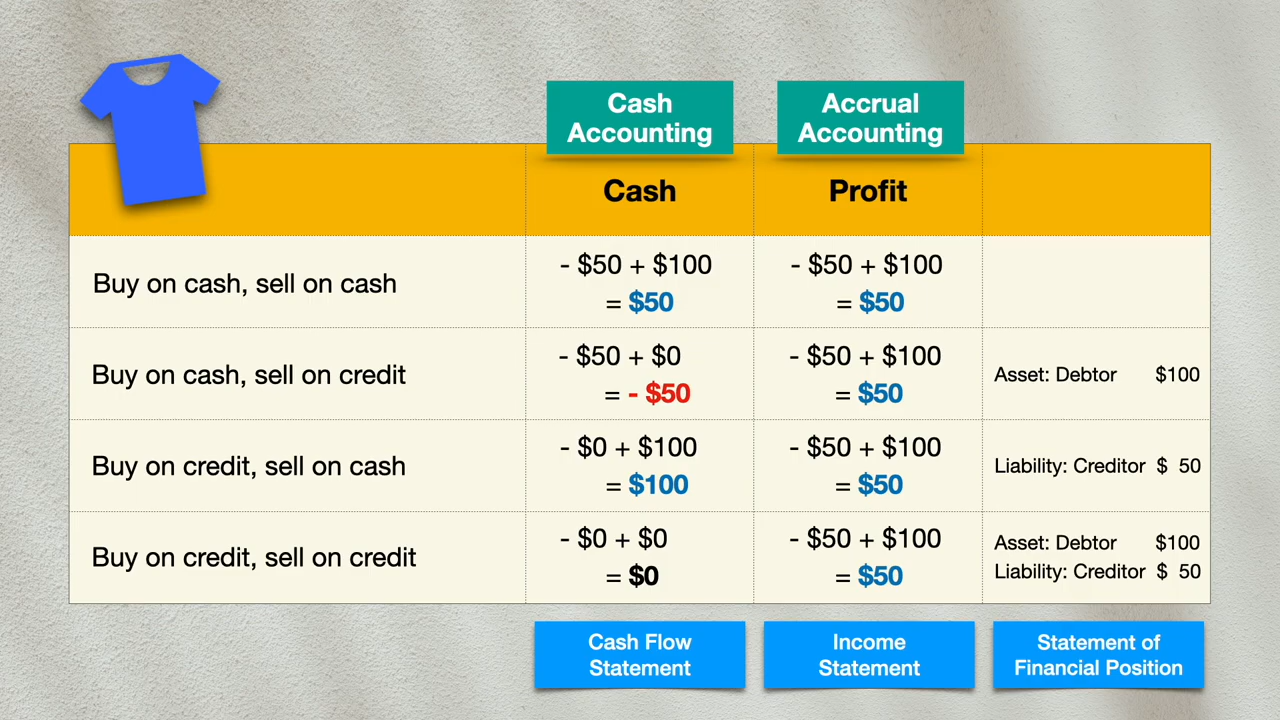 Cash
Accounting
Accrual
Accounting
Cash
Profit
Buy on cash, sell on cash
- $50 + $100
= $50
- $50 + $100
= $50
Buy on cash, sell on credit
- $50 + $0
= - $50
- $50 + $100
= $50
Asset: Debtor $100
Buy on credit, sell on cash
- $0 + $100
= $100
- $50 + $100
= $50
Liability: Creditor $ 50
Buy on credit, sell on credit
- $0 + $0
= $0
- $50 + $100
= $50
Asset: Debtor $100
Liability: Creditor $ 50
Cash Flow
Statement
Income
Statement
Statement of
Financial Position